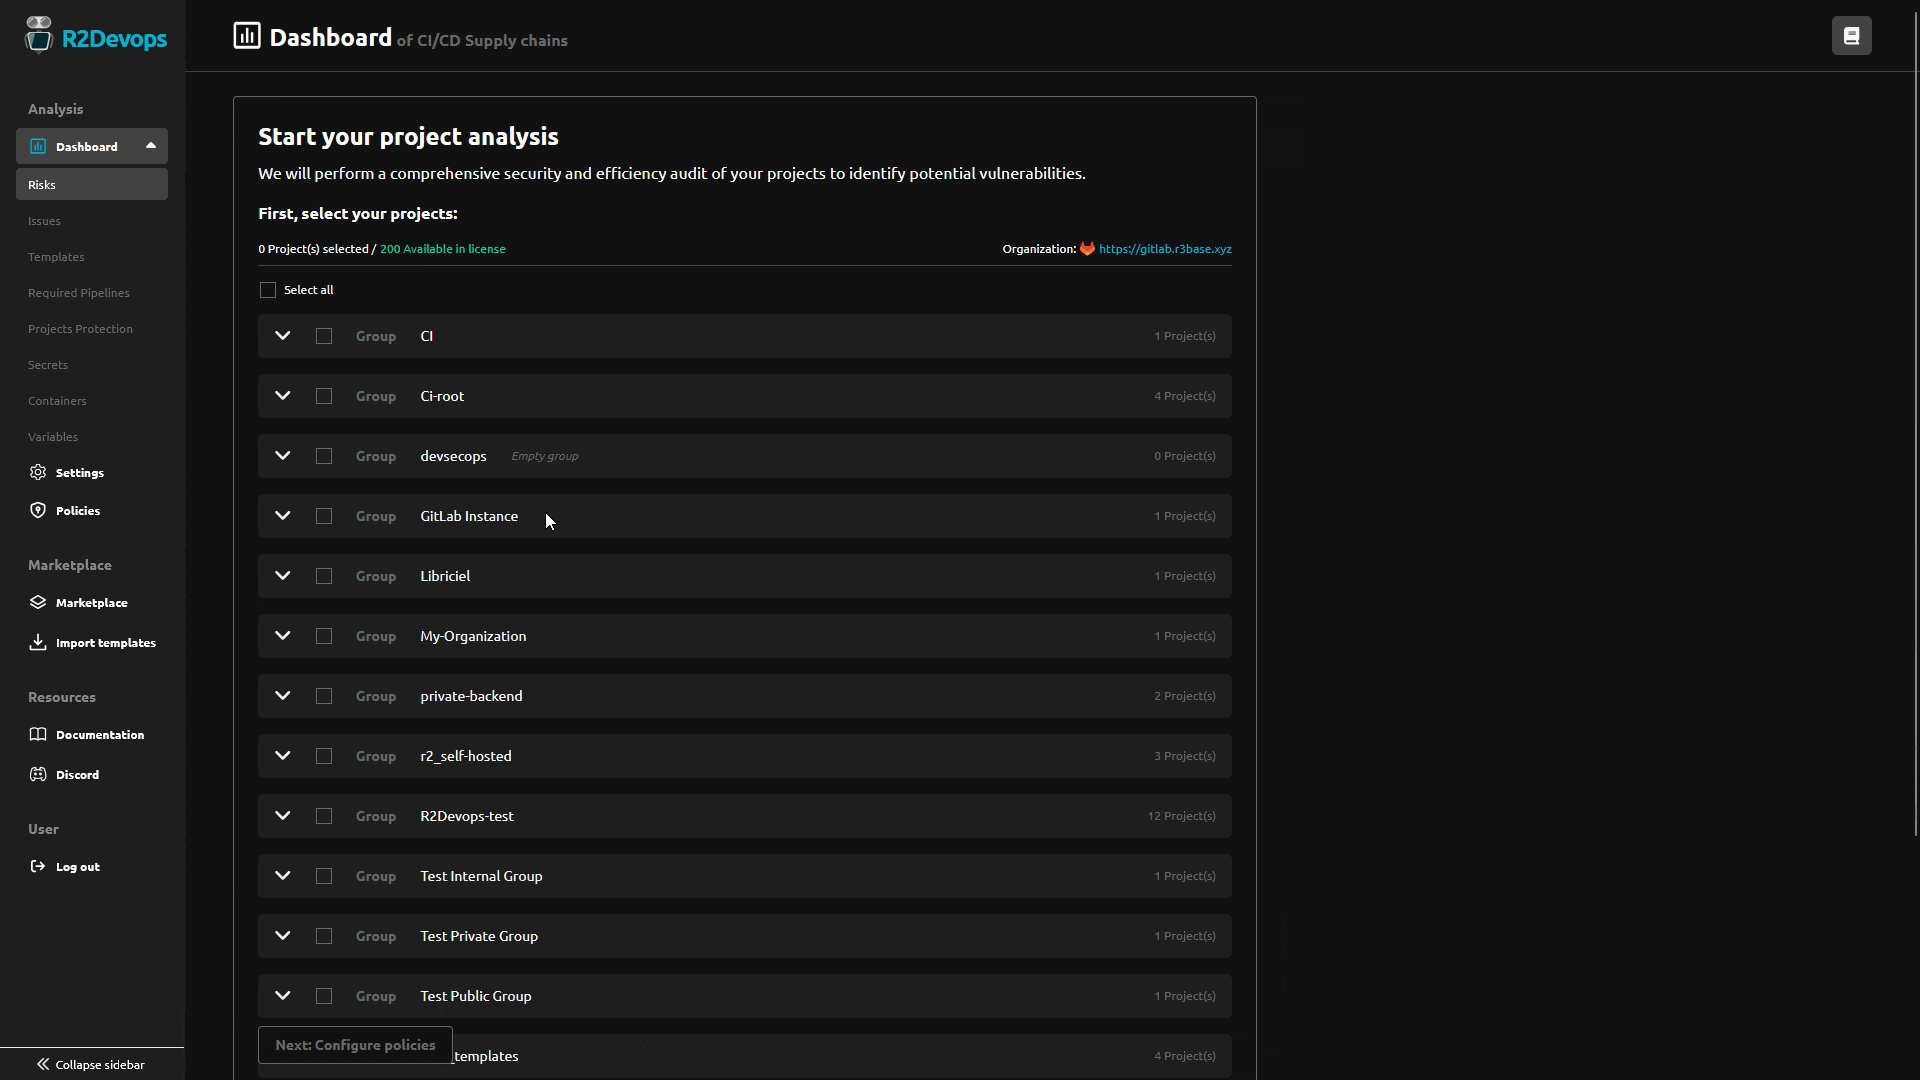 R2Devops
Dashboard of CI/CD Supply chains
Analysis
Dashboard
Risks
Issues
Templates
Required Pipelines
Projects Protection
Secrets
Containers
Variables
Settings
Policies
Marketplace
Marketplace
Import templates
Resources
Documentation
Discord
User
Log out
Collapse sidebar
Start your project analysis
We will perform a comprehensive security and efficiency audit of your projects to identify potential vulnerabilities.
First, select your projects:
0 Project(s) selected / 200 Available in license
Organization: https://gitlab.r3base.xyz
Select all
Group CI 1 Project(s)
Group Ci-root 4 Project(s)
Group devsecops Empty group 0 Project(s)
Group GitLab Instance 1 Project(s)
Group Libriciel 1 Project(s)
Group My-Organization 1 Project(s)
Group private-backend 2 Project(s)
Group r2_self-hosted 3 Project(s)
Group R2Devops-test 12 Project(s)
Group Test Internal Group 1 Project(s)
Group Test Private Group 1 Project(s)
Group Test Public Group 1 Project(s)
_templates 4 Project(s)
Next: Configure policies